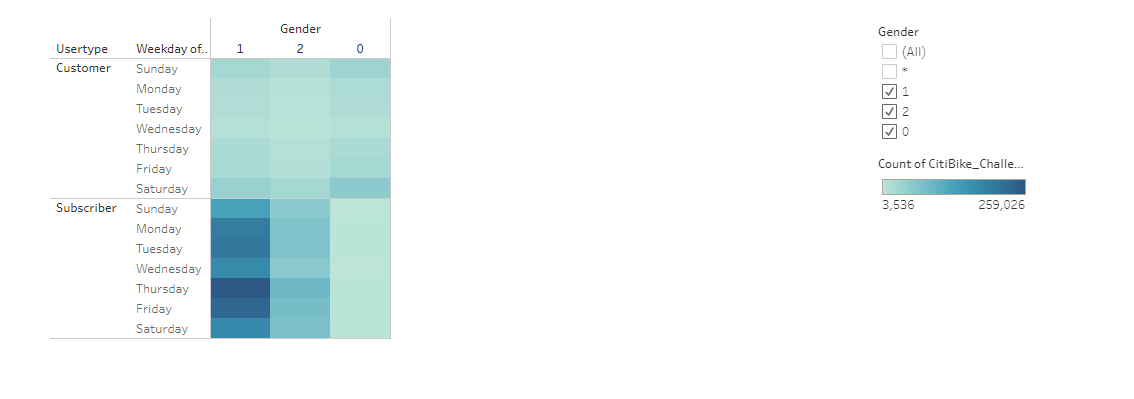 Gender
Usertype Weekday of.. 1 2 0
Customer Sunday
Monday
Tuesday
Wednesday
Thursday
Friday
Saturday
Subscriber Sunday
Monday
Tuesday
Wednesday
Thursday
Friday
Saturday
Gender
(All)
*
1
2
0
Count of CitiBike_Challe...
3,536 259,026